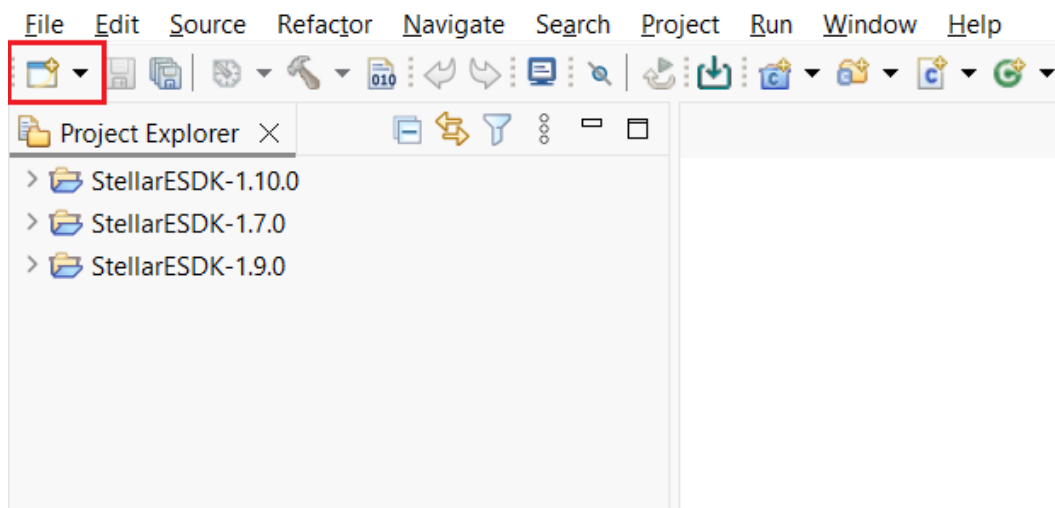 File Edit Source Refactor Navigate Search Project Run Window Help
010
Project Explorer
StellarESDK-1.10.0
StellarESDK-1.7.0
StellarESDK-1.9.0